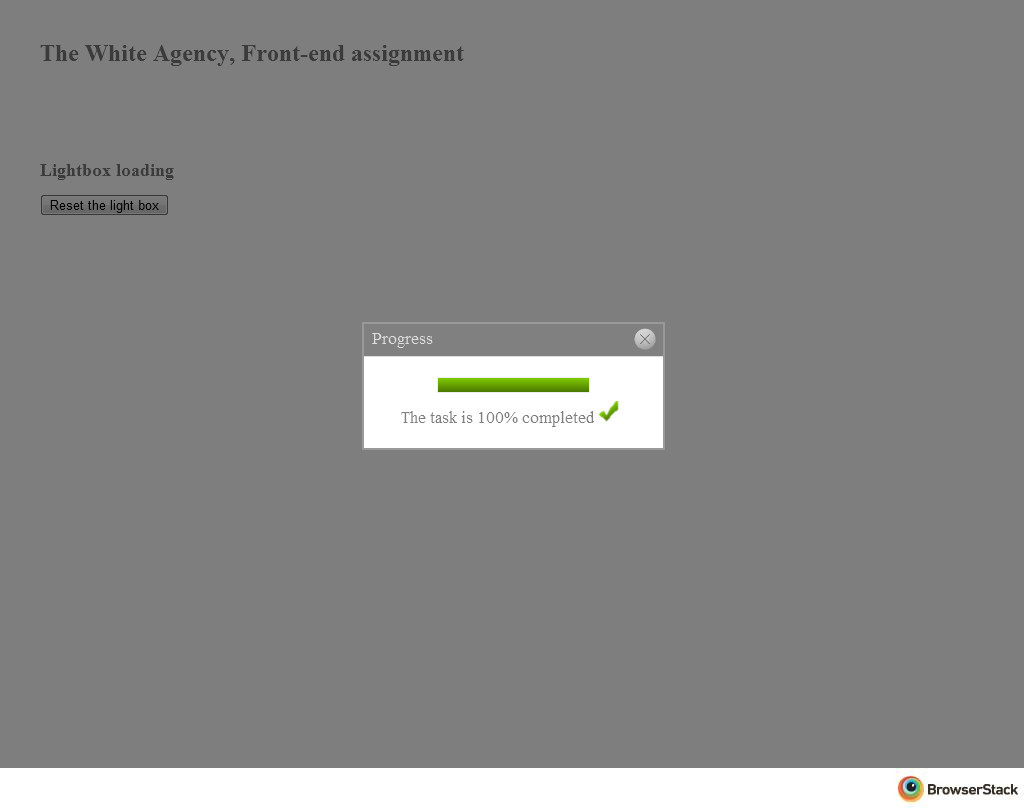 The White Agency, Front-end assignment
Lightbox loading
Reset the light box
Progress
The task is 100% completed
BrowserStack